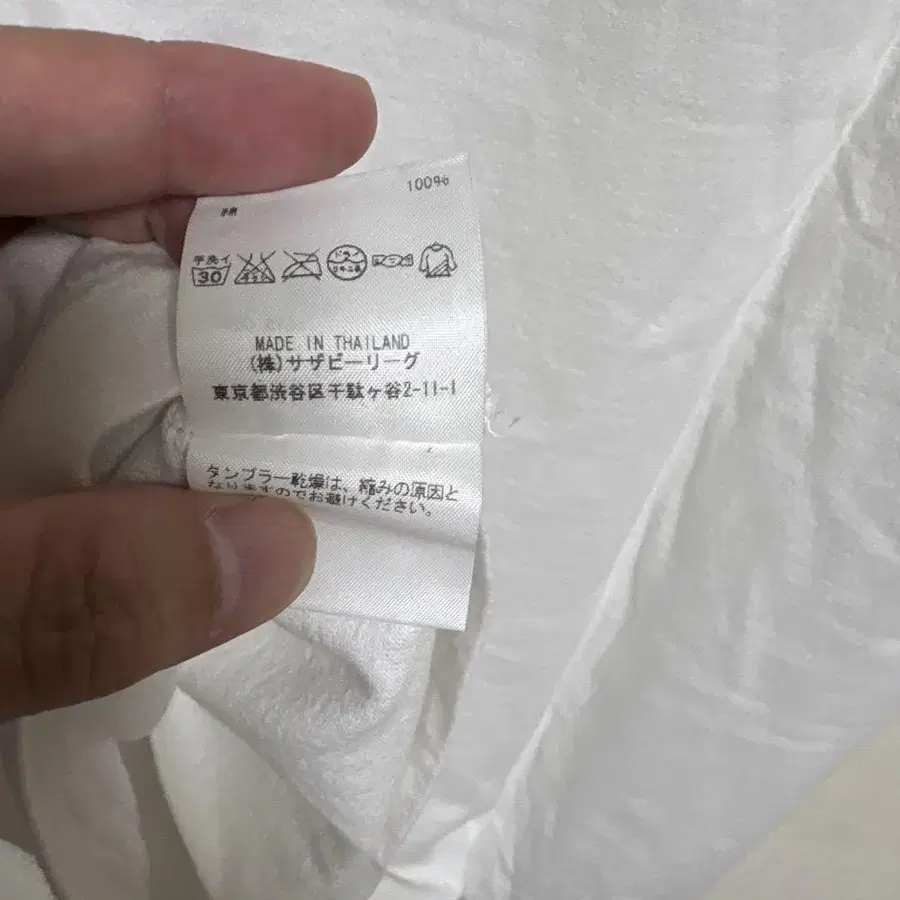 綿 100%
手洗イ
30
ドライ
MADE IN THAILAND
(株)サザビーリーグ
東京都渋谷区千駄ヶ谷2-11-1
タンブラー乾燥は、縮みの原因と
なりますのでお避けください。